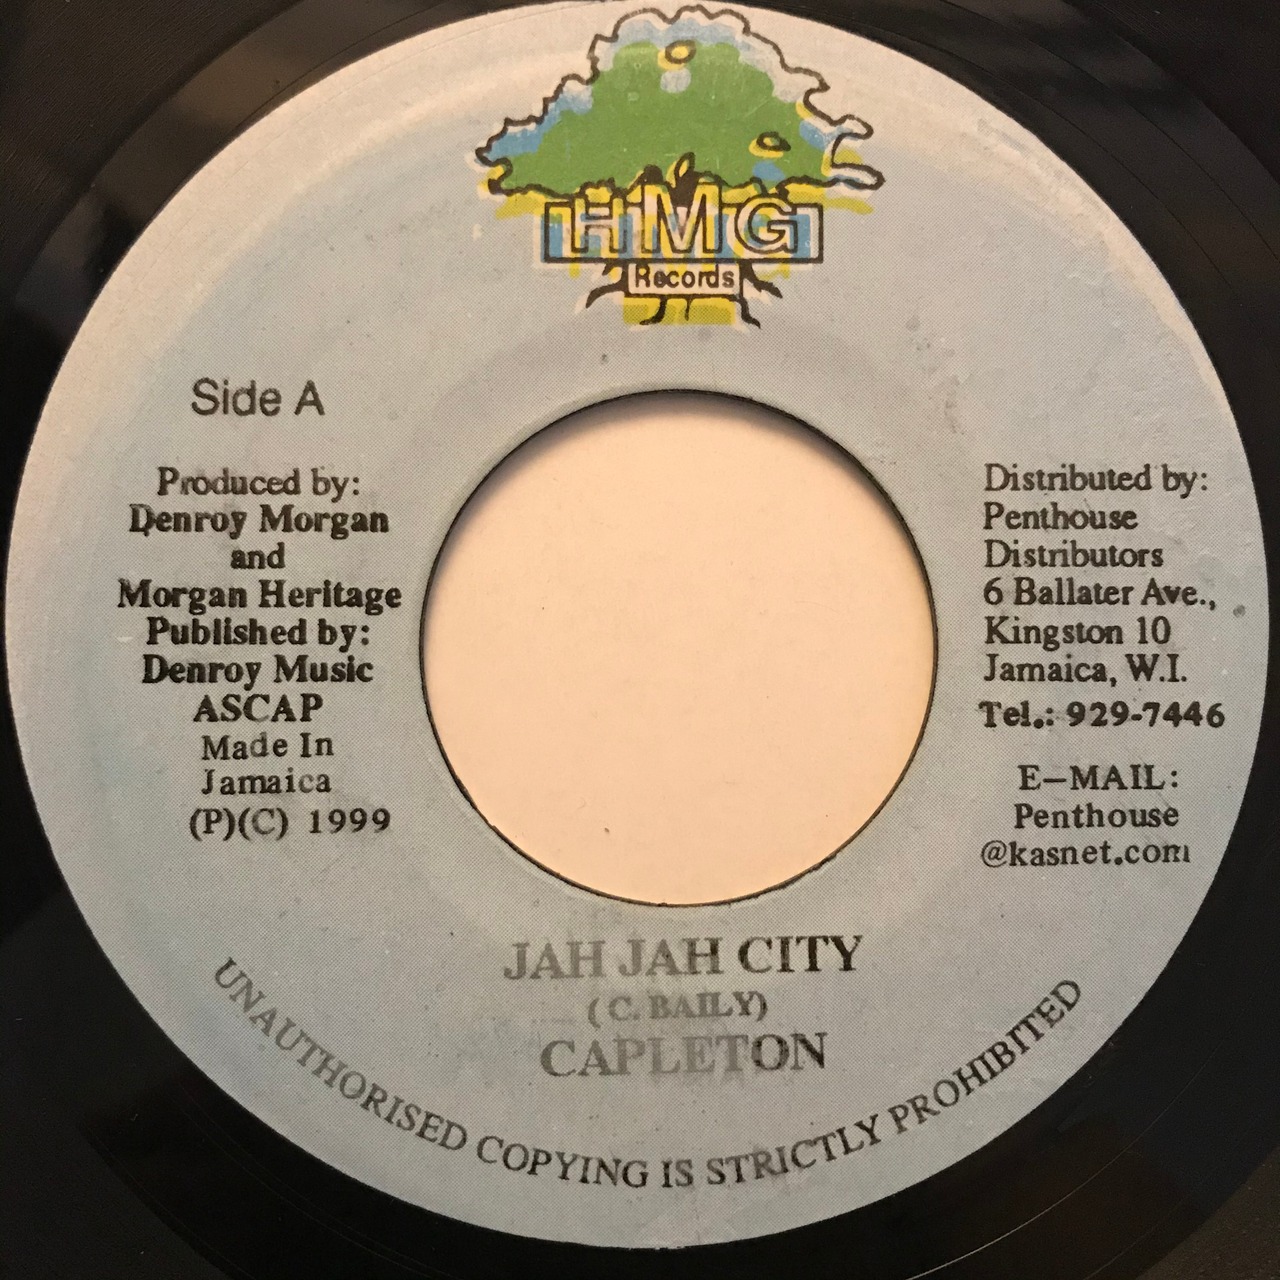 HMG
Records
Side A
Produced by:
Denroy Morgan
and
Morgan Heritage
Published by:
Denroy Music
ASCAP
Made In
Jamaica
(P)(C) 1999
Distributed by:
Penthouse
Distributors
6 Ballater Ave.,
Kingston 10
Jamaica, W.I.
Tel.: 929-7446
E-MAIL:
Penthouse
@kasnet.com
JAH JAH CITY
(C. BAILY)
CAPLETON
UNAUTHORISED COPYING IS STRICTLY PROHIBITED